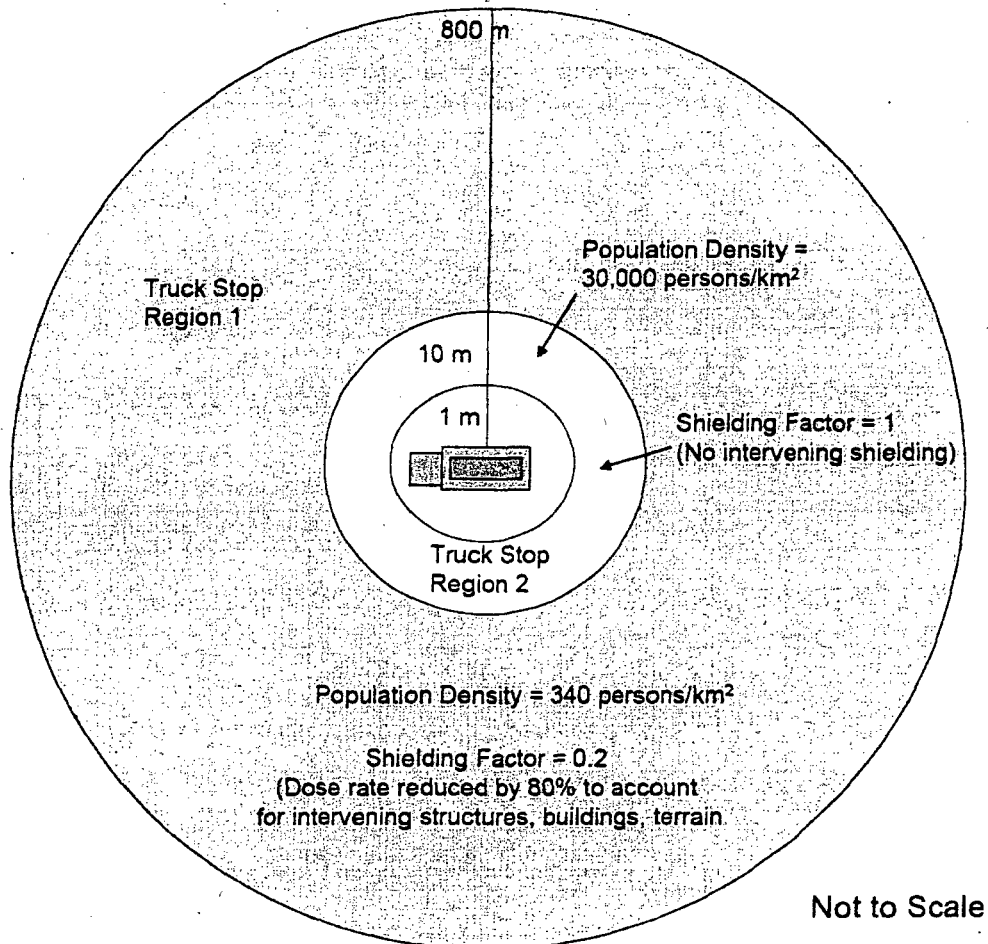 800 m
Population Density =
30,000 persons/km²
Truck Stop
Region 1
10 m
1 m
Shielding Factor = 1
(No intervening shielding)
Truck Stop
Region 2
Population Density = 340 persons/km²
Shielding Factor = 0.2
(Dose rate reduced by 80% to account
for intervening structures, buildings, terrain
Not to Scale